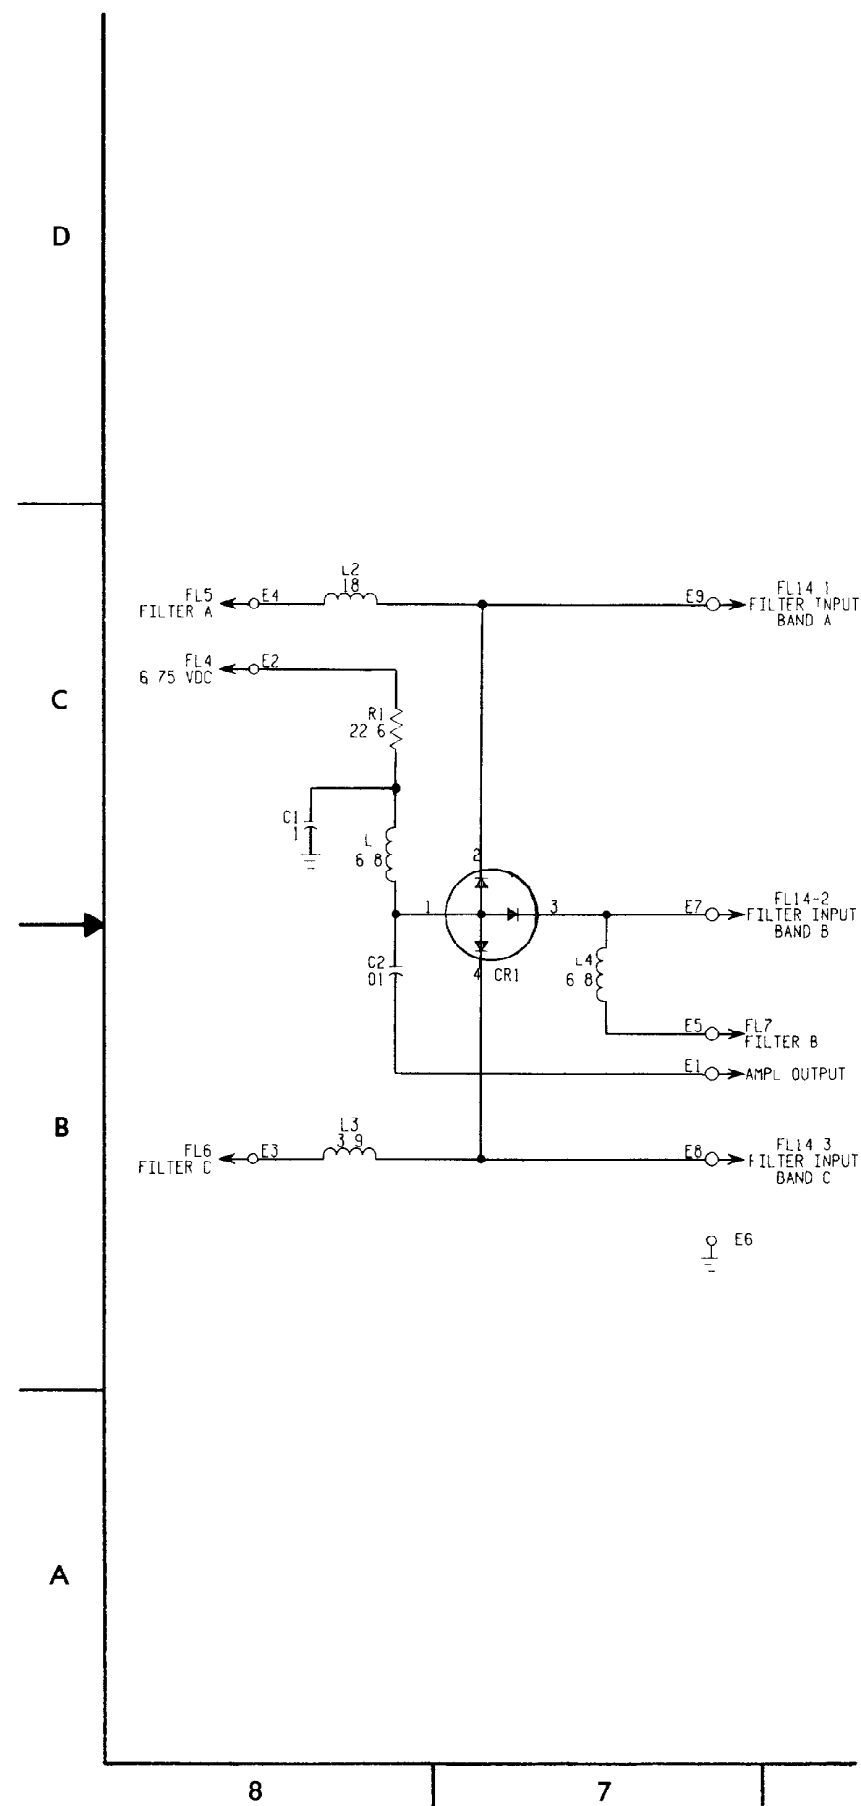 D
L2
18
FL5
FILTER A
E4
E9
FL14 1
FILTER INPUT
BAND A
FL4
6 75 VDC
E2
C
R1
22 6
C1
1
L
6 8
2
1
3
E7
FL14-2
FILTER INPUT
BAND B
C2
01
4
CR1
L4
6 8
E5
FL7
FILTER B
E1
AMPL OUTPUT
B
L3
3 9
FL6
FILTER C
E3
E8
FL14 3
FILTER INPUT
BAND C
E6
A
8
7